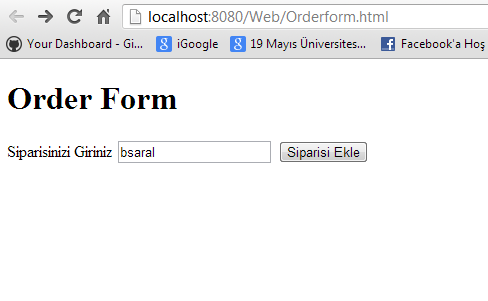 localhost:8080/Web/Orderform.html
Your Dashboard - Gi... iGoogle 19 Mayıs Üniversites... Facebook'a Hoş
Order Form
Siparisinizi Giriniz bsaral Siparisi Ekle